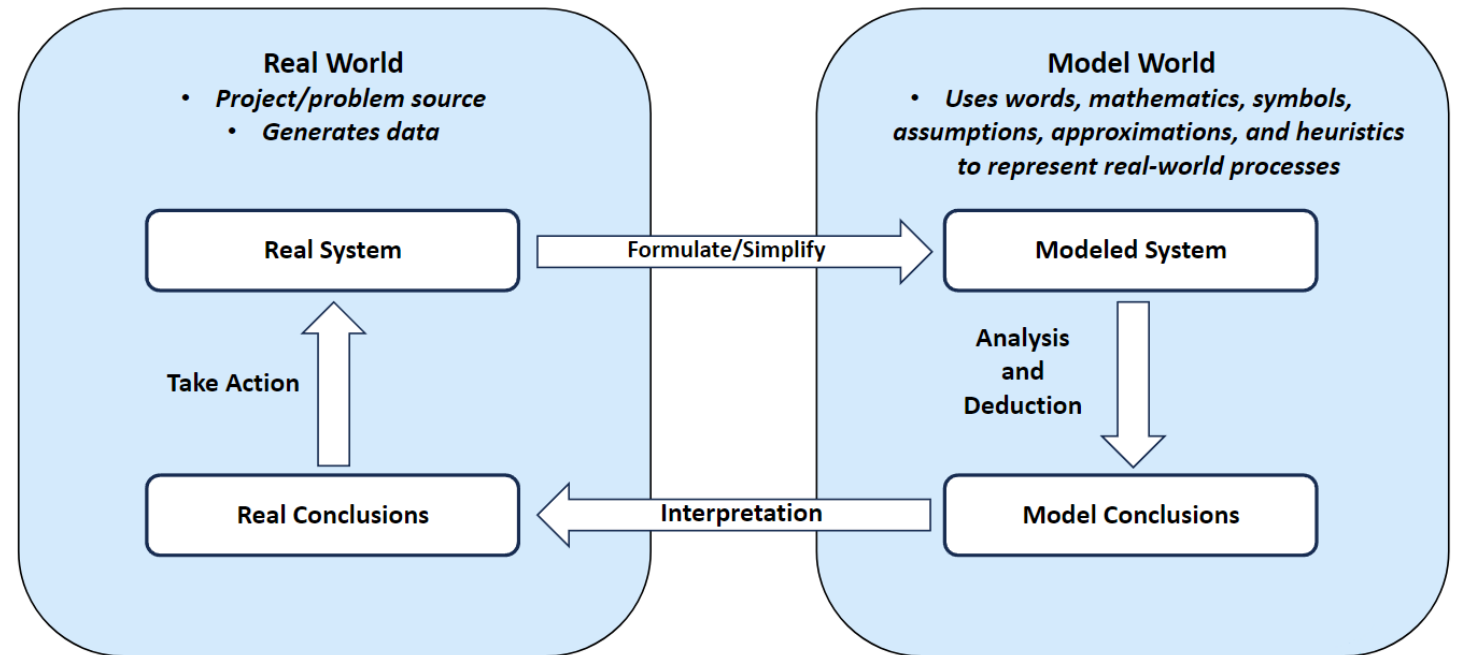 Real World
• Project/problem source
• Generates data
Real System
Take Action
Real Conclusions
Formulate/Simplify
Interpretation
Model World
• Uses words, mathematics, symbols,
assumptions, approximations, and heuristics
to represent real-world processes
Modeled System
Analysis
and
Deduction
Model Conclusions